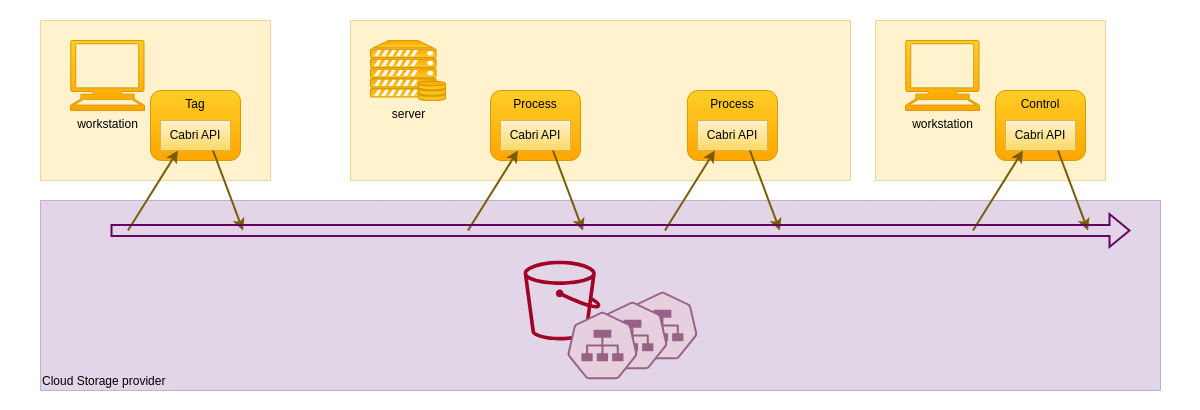 Tag
Cabri API
workstation
server
Process
Cabri API
Process
Cabri API
workstation
Control
Cabri API
Cloud Storage provider